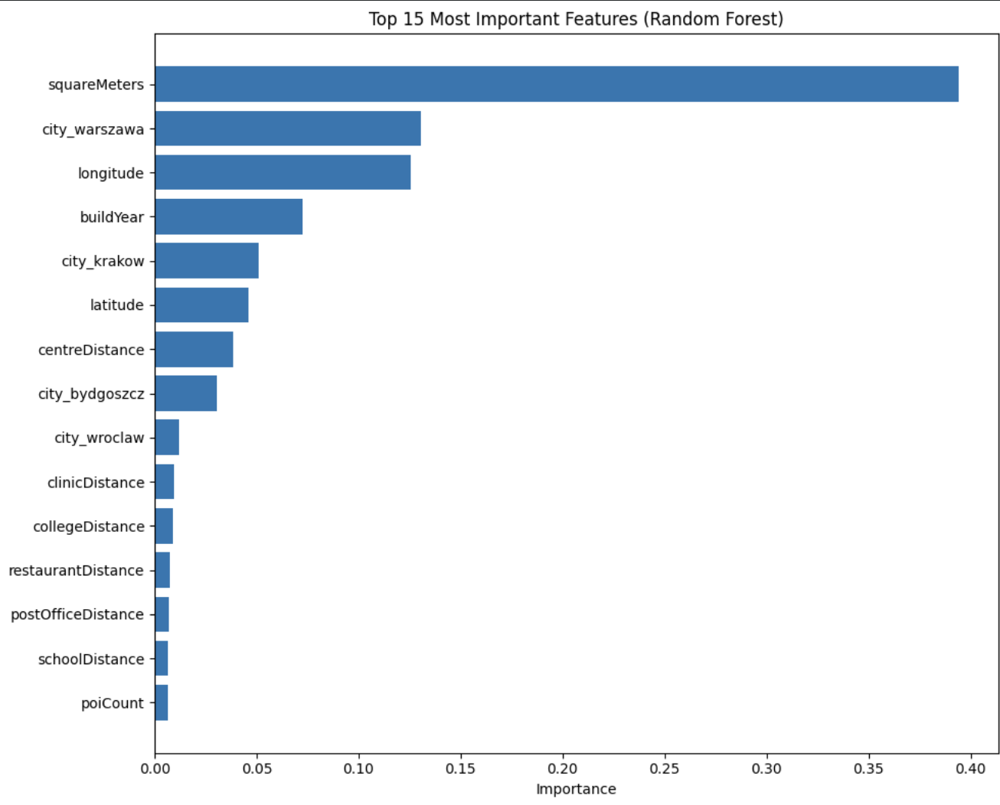 Top 15 Most Important Features (Random Forest)
squareMeters
city_warszawa
longitude
buildYear
city_krakow
latitude
centreDistance
city_bydgoszcz
city_wroclaw
clinicDistance
collegeDistance
restaurantDistance
postOfficeDistance
schoolDistance
poiCount
0.00 0.05 0.10 0.15 0.20 0.25 0.30 0.35 0.40
Importance